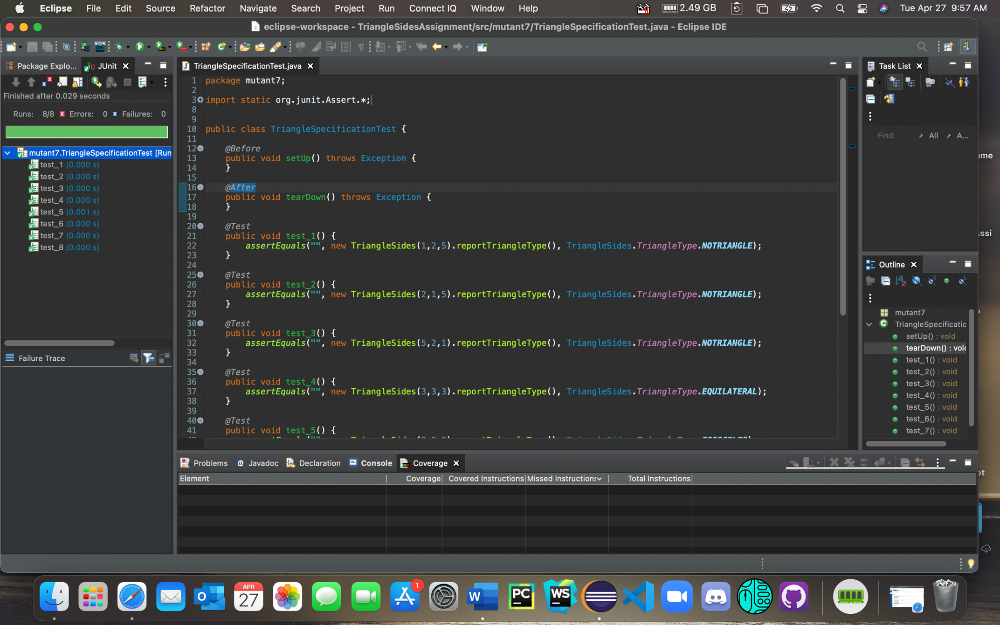 Eclipse File Edit Source Refactor Navigate Search Project Run Connect IQ Window Help 2.49 GB Tue Apr 27 9:57 AM
eclipse-workspace - TriangleSidesAssignment/src/mutant7/TriangleSpecificationTest.java - Eclipse IDE
SDK
Package Explo... JUnit
Finished after 0.029 seconds
Runs: 8/8 Errors: 0 Failures: 0
mutant7.TriangleSpecificationTest [Run
test_1 (0.000 s)
test_2 (0.000 s)
test_3 (0.000 s)
test_4 (0.000 s)
test_5 (0.001 s)
test_6 (0.000 s)
test_7 (0.000 s)
test_8 (0.000 s)
Failure Trace
TriangleSpecificationTest.java
1 package mutant7;
2
3 import static org.junit.Assert.*;
8
9
10 public class TriangleSpecificationTest {
11
12 @Before
13 public void setUp() throws Exception {
14 }
15
16 @After
17 public void tearDown() throws Exception {
18 }
19
20 @Test
21 public void test_1() {
22 assertEquals("", new TriangleSides(1,2,5).reportTriangleType(), TriangleSides.TriangleType.NOTRIANGLE);
23 }
24
25 @Test
26 public void test_2() {
27 assertEquals("", new TriangleSides(2,1,5).reportTriangleType(), TriangleSides.TriangleType.NOTRIANGLE);
28 }
29
30 @Test
31 public void test_3() {
32 assertEquals("", new TriangleSides(5,2,1).reportTriangleType(), TriangleSides.TriangleType.NOTRIANGLE);
33 }
34
35 @Test
36 public void test_4() {
37 assertEquals("", new TriangleSides(3,3,3).reportTriangleType(), TriangleSides.TriangleType.EQUILATERAL);
38 }
39
40 @Test
41 public void test_5() {
Task List
Find All A...
Outline
mutant7
TriangleSpecificatio
setUp() : void
tearDown() : void
test_1() : void
test_2() : void
test_3() : void
test_4() : void
test_5() : void
test_6() : void
test_7() : void
Problems Javadoc Declaration Console Coverage
Element Coverage Covered Instructions Missed Instructions Total Instructions
APR
27
1
W
PC
WS